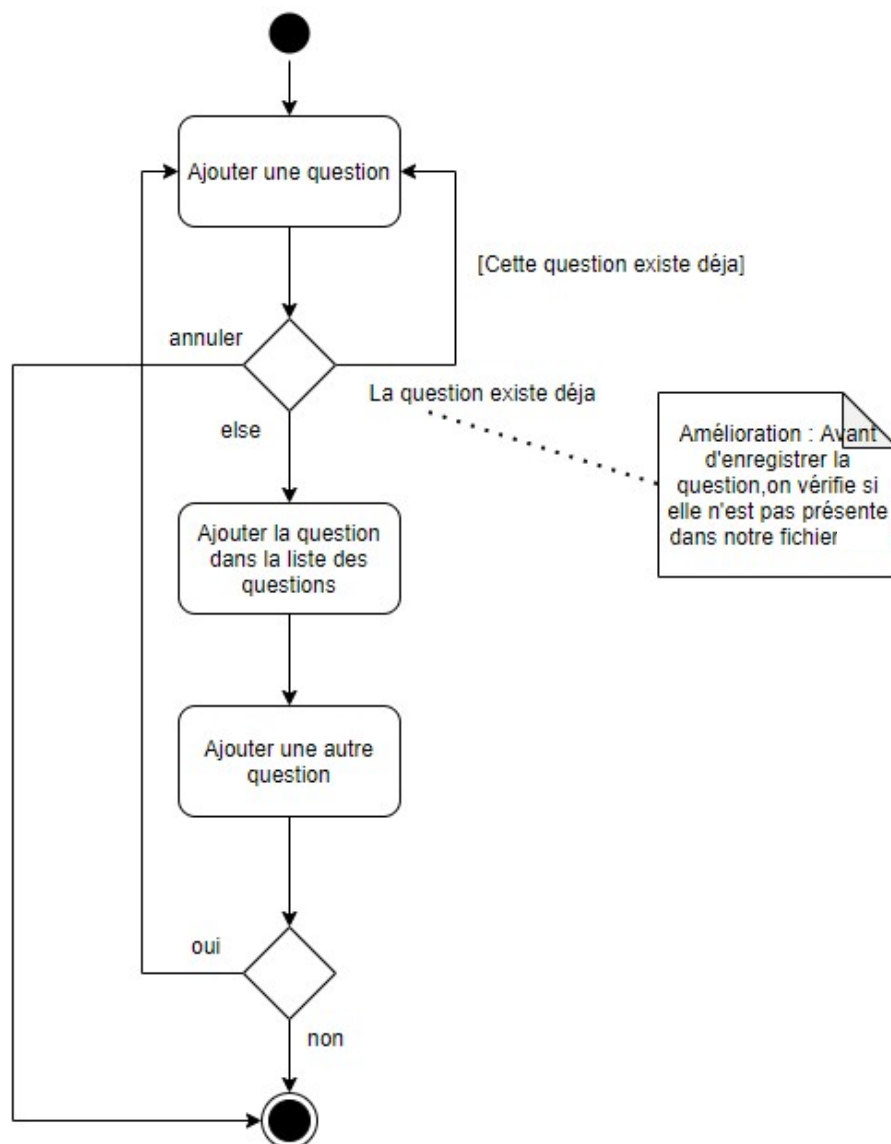 Ajouter une question
[Cette question existe déja]
annuler
La question existe déja
else
Amélioration : Avant
d'enregistrer la
question,on vérifie si
elle n'est pas présente
dans notre fichier
Ajouter la question
dans la liste des
questions
Ajouter une autre
question
oui
non